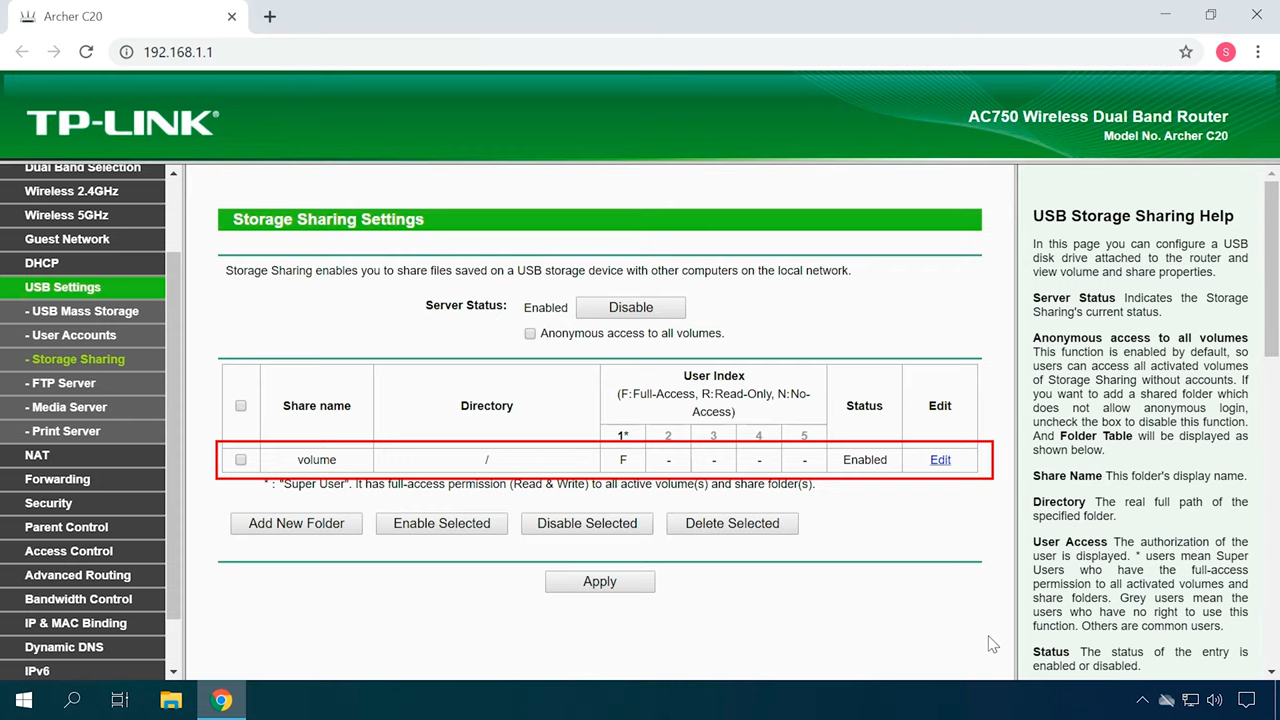 Archer C20
192.168.1.1
S
TP-LINK®
AC750 Wireless Dual Band Router
Model No. Archer C20
Dual Band Selection
Wireless 2.4GHz
Wireless 5GHz
Guest Network
DHCP
USB Settings
- USB Mass Storage
- User Accounts
- Storage Sharing
- FTP Server
- Media Server
- Print Server
NAT
Forwarding
Security
Parent Control
Access Control
Advanced Routing
Bandwidth Control
IP & MAC Binding
Dynamic DNS
IPv6
Storage Sharing Settings
Storage Sharing enables you to share files saved on a USB storage device with other computers on the local network.
Server Status: Enabled Disable
Anonymous access to all volumes.
Share name Directory User Index Status Edit
(F:Full-Access, R:Read-Only, N:No-
Access)
1* 2 3 4 5
volume / F - - - - Enabled Edit
* : "Super User". It has full-access permission (Read & Write) to all active volume(s) and share folder(s).
Add New Folder Enable Selected Disable Selected Delete Selected
Apply
USB Storage Sharing Help
In this page you can configure a USB
disk drive attached to the router and
view volume and share properties.
Server Status Indicates the Storage
Sharing's current status.
Anonymous access to all volumes
This function is enabled by default, so
users can access all activated volumes
of Storage Sharing without accounts. If
you want to add a shared folder which
does not allow anonymous login,
uncheck the box to disable this function.
And Folder Table will be displayed as
shown below.
Share Name This folder's display name.
Directory The real full path of the
specified folder.
User Access The authorization of the
user is displayed. * users mean Super
Users who have the full-access
permission to all activated volumes and
share folders. Grey users mean the
users who have no right to use this
function. Others are common users.
Status The status of the entry is
enabled or disabled.